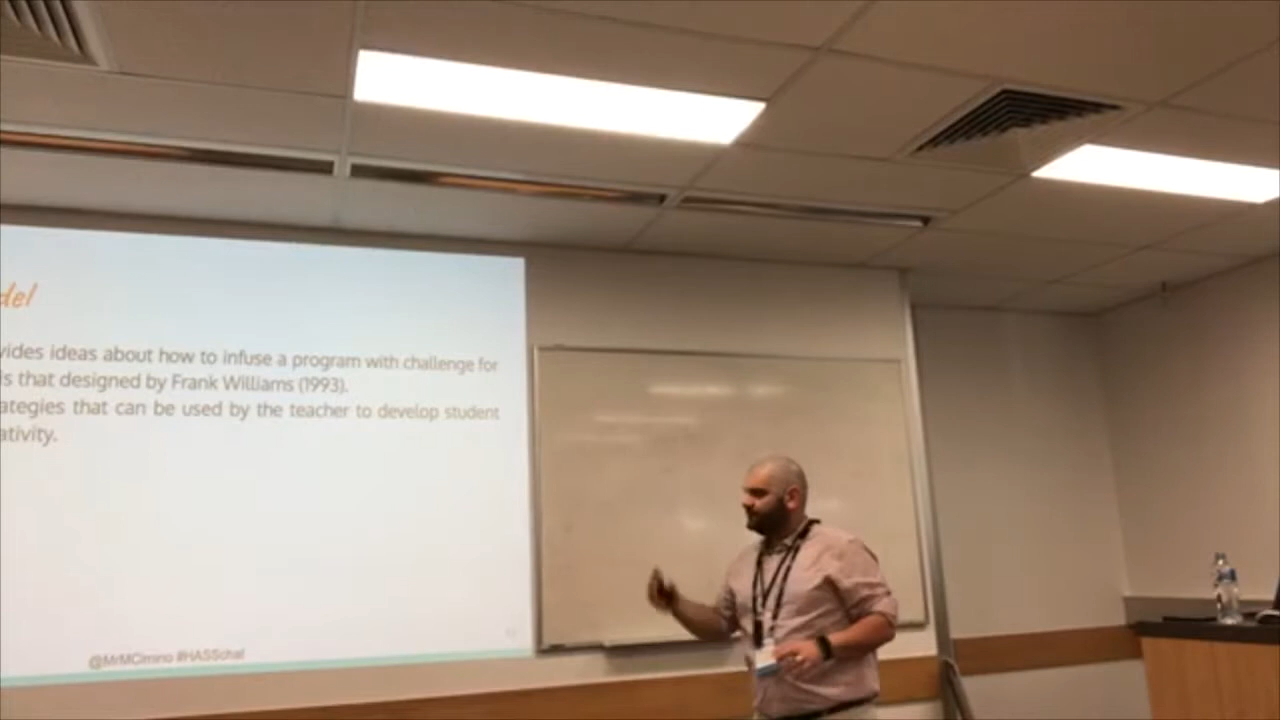 del
vides ideas about how to infuse a program with challenge for
ls that designed by Frank Williams (1993).
ategies that can be used by the teacher to develop student
ativity.
@MrMCimino #HASSchat